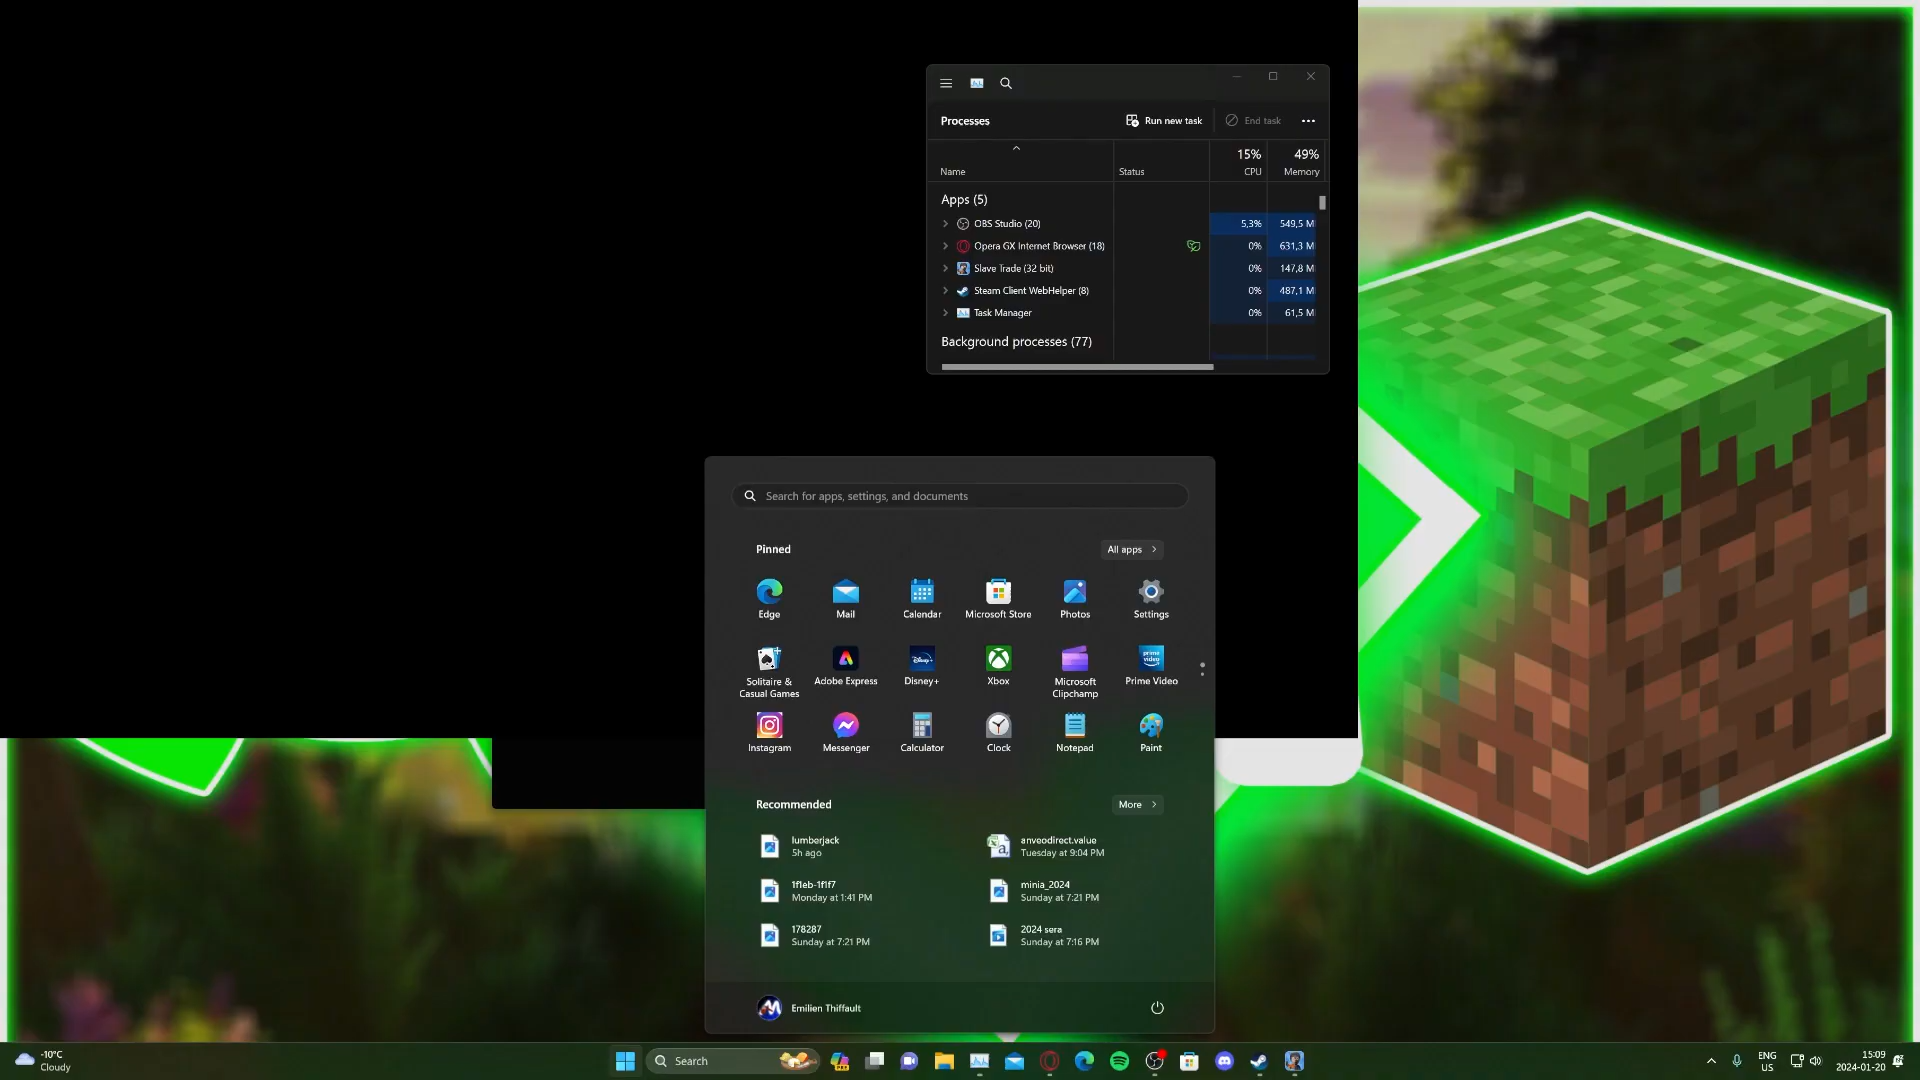 Processes
Run new task
End task
15%
49%
Name
Status
CPU
Memory
Apps (5)
OBS Studio (20)
5,3%
549,5 M
Opera GX Internet Browser (18)
0%
631,3 M
Slave Trade (32 bit)
0%
147,8 M
Steam Client WebHelper (8)
0%
487,1 M
Task Manager
0%
61,5 M
Background processes (77)
Search for apps, settings, and documents
Pinned
All apps
Edge
Mail
Calendar
Microsoft Store
Photos
Settings
Solitaire &
Casual Games
Adobe Express
Disney+
Xbox
Microsoft
Clipchamp
prime
video
Prime Video
Instagram
Messenger
Calculator
Clock
Notepad
Paint
Recommended
More
lumberjack
5h ago
anveodirect.value
Tuesday at 9:04 PM
1f1eb-1f1f7
Monday at 1:41 PM
minia_2024
Sunday at 7:21 PM
178287
Sunday at 7:21 PM
2024 sera
Sunday at 7:16 PM
Emilien Thiffault
-10°C
Cloudy
Search
ENG
US
15:09
2024-01-20